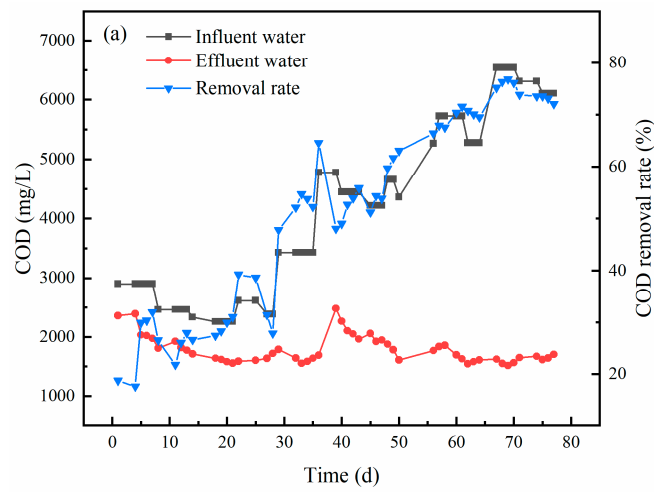 (a)
Influent water
Effluent water
Removal rate
7000
6000
5000
4000
3000
2000
1000
COD (mg/L)
80
60
40
20
COD removal rate (%)
0 10 20 30 40 50 60 70 80
Time (d)